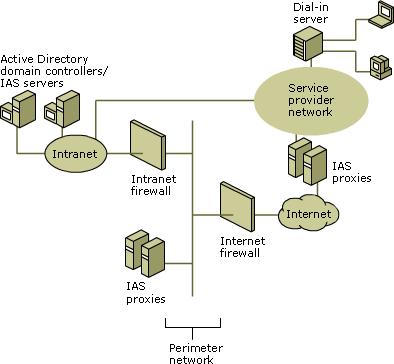 Dial-in
server
Active Directory
domain controllers/
IAS servers
Service
provider
network
Intranet
Intranet
firewall
IAS
proxies
Internet
Internet
firewall
IAS
proxies
Perimeter
network